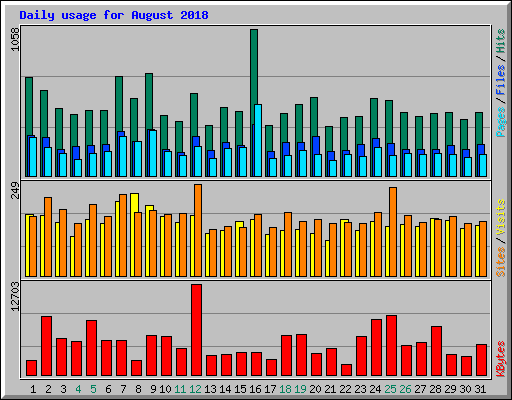 Daily usage for August 2018
1058
Pages / Files / Hits
249
Sites / Visits
12703
KBytes
1 2 3 4 5 6 7 8 9 10 11 12 13 14 15 16 17 18 19 20 21 22 23 24 25 26 27 28 29 30 31